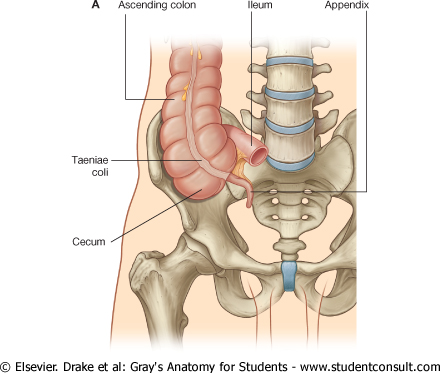 A
Ascending colon
Ileum
Appendix
Taeniae
coli
Cecum
© Elsevier. Drake et al: Gray's Anatomy for Students - www.studentconsult.com